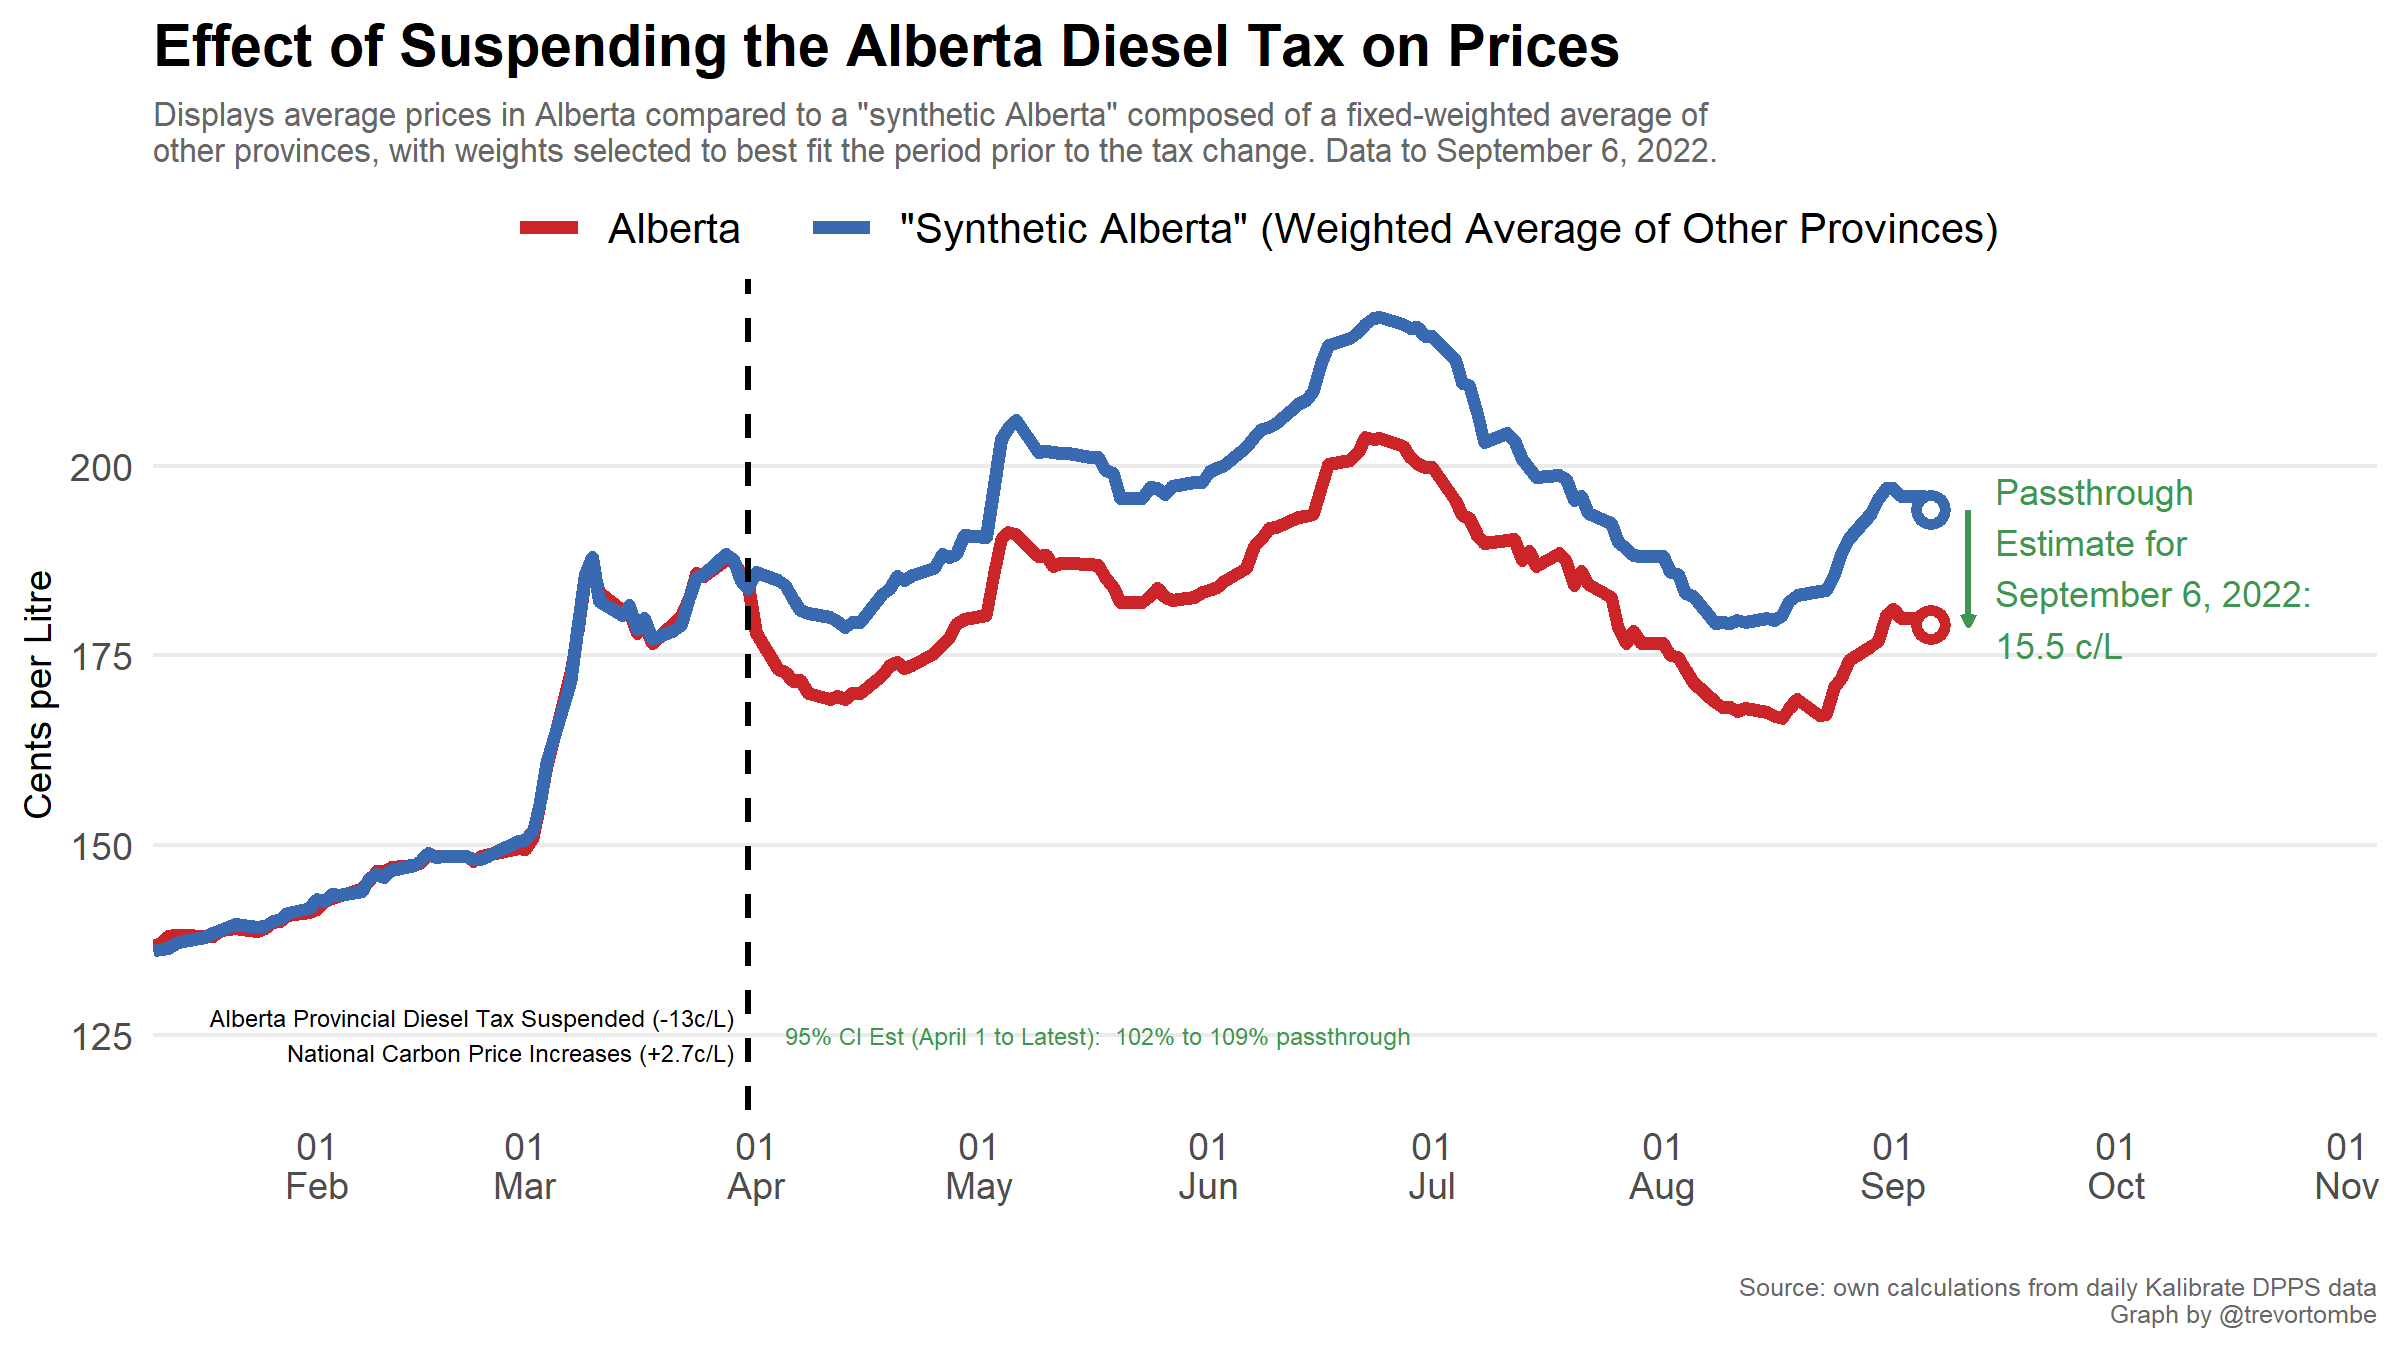 Effect of Suspending the Alberta Diesel Tax on Prices
Displays average prices in Alberta compared to a "synthetic Alberta" composed of a fixed-weighted average of
other provinces, with weights selected to best fit the period prior to the tax change. Data to September 6, 2022.
Alberta
"Synthetic Alberta" (Weighted Average of Other Provinces)
Cents per Litre
200
175
150
125
Passthrough
Estimate for
September 6, 2022:
15.5 c/L
Alberta Provincial Diesel Tax Suspended (-13c/L)
National Carbon Price Increases (+2.7c/L)
95% CI Est (April 1 to Latest):  102% to 109% passthrough
01
Feb
01
Mar
01
Apr
01
May
01
Jun
01
Jul
01
Aug
01
Sep
01
Oct
01
Nov
Source: own calculations from daily Kalibrate DPPS data
Graph by @trevortombe